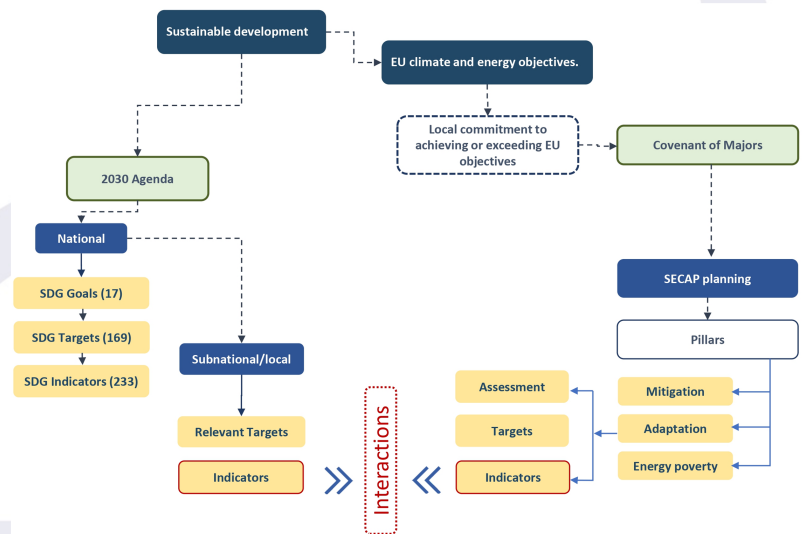 Sustainable development
EU climate and energy objectives.
Local commitment to
achieving or exceeding EU
objectives
Covenant of Majors
2030 Agenda
National
SDG Goals (17)
SDG Targets (169)
SDG Indicators (233)
Subnational/local
Relevant Targets
Indicators
Interactions
SECAP planning
Pillars
Mitigation
Adaptation
Energy poverty
Assessment
Targets
Indicators